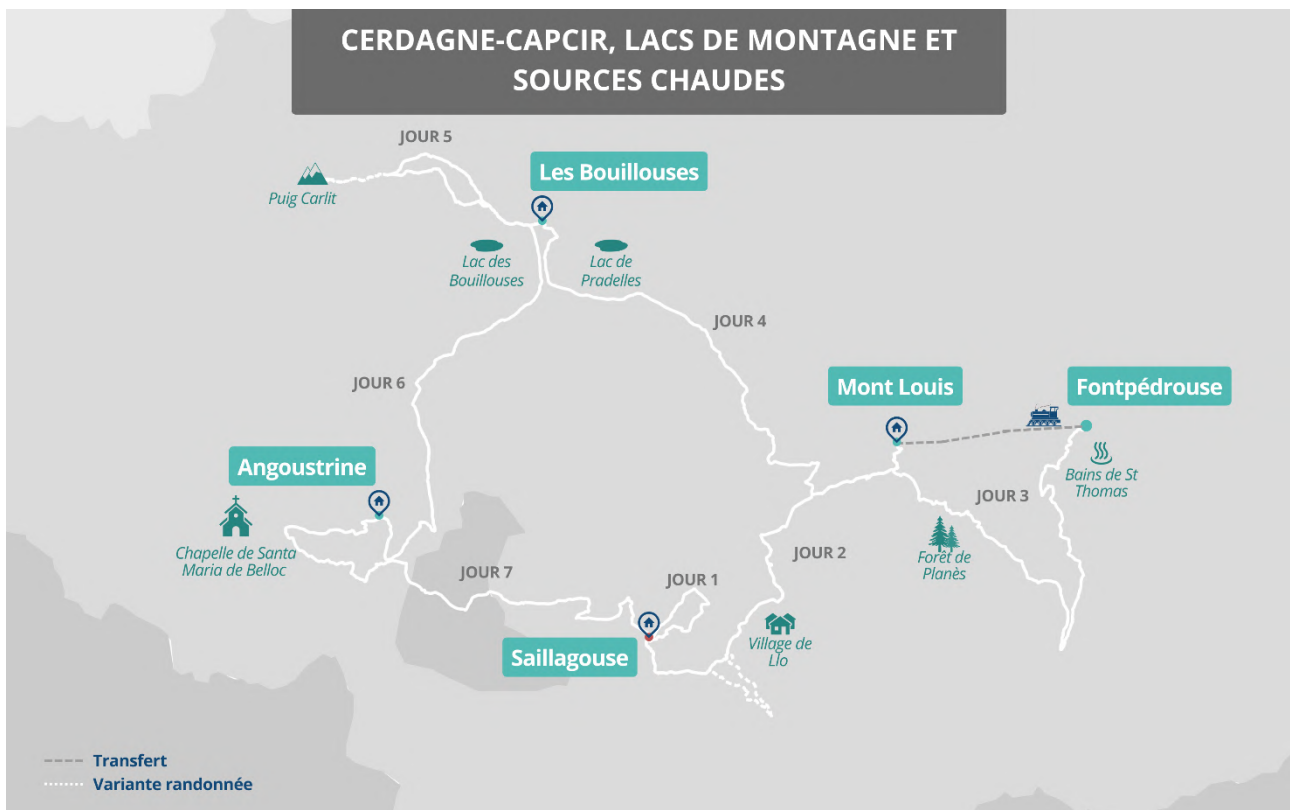 CERDAGNE-CAPCIR, LACS DE MONTAGNE ET
SOURCES CHAUDES
JOUR 5
Les Bouillouses
Puig Carlit
Lac des
Bouillouses
Lac de
Pradelles
JOUR 4
JOUR 6
Mont Louis
Fontpédrouse
Angoustrine
Bains de St
Thomas
JOUR 3
Chapelle de Santa
Maria de Belloc
JOUR 2
Forêt de
Planès
JOUR 7
JOUR 1
Saillagouse
Village de
Llo
Transfert
Variante randonnée